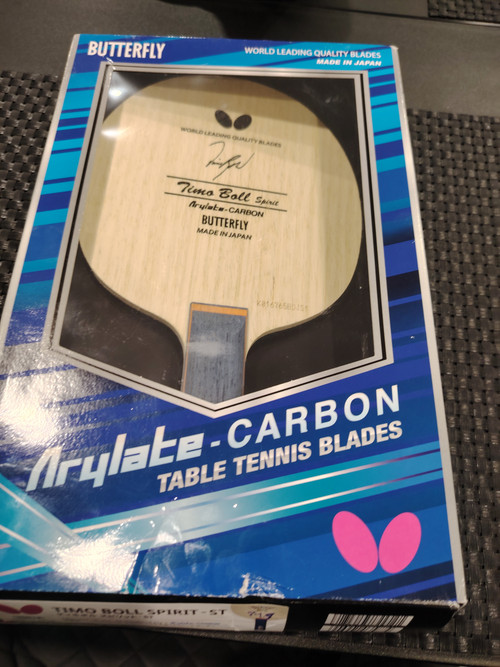 BUTTERFLY
WORLD LEADING QUALITY BLADES
MADE IN JAPAN
WORLD LEADING QUALITY BLADES
Timo Boll Spirit
Arylate-CARBON
BUTTERFLY
MADE IN JAPAN
Arylate-CARBON
TABLE TENNIS BLADES
TIMO BOLL SPIRIT - ST